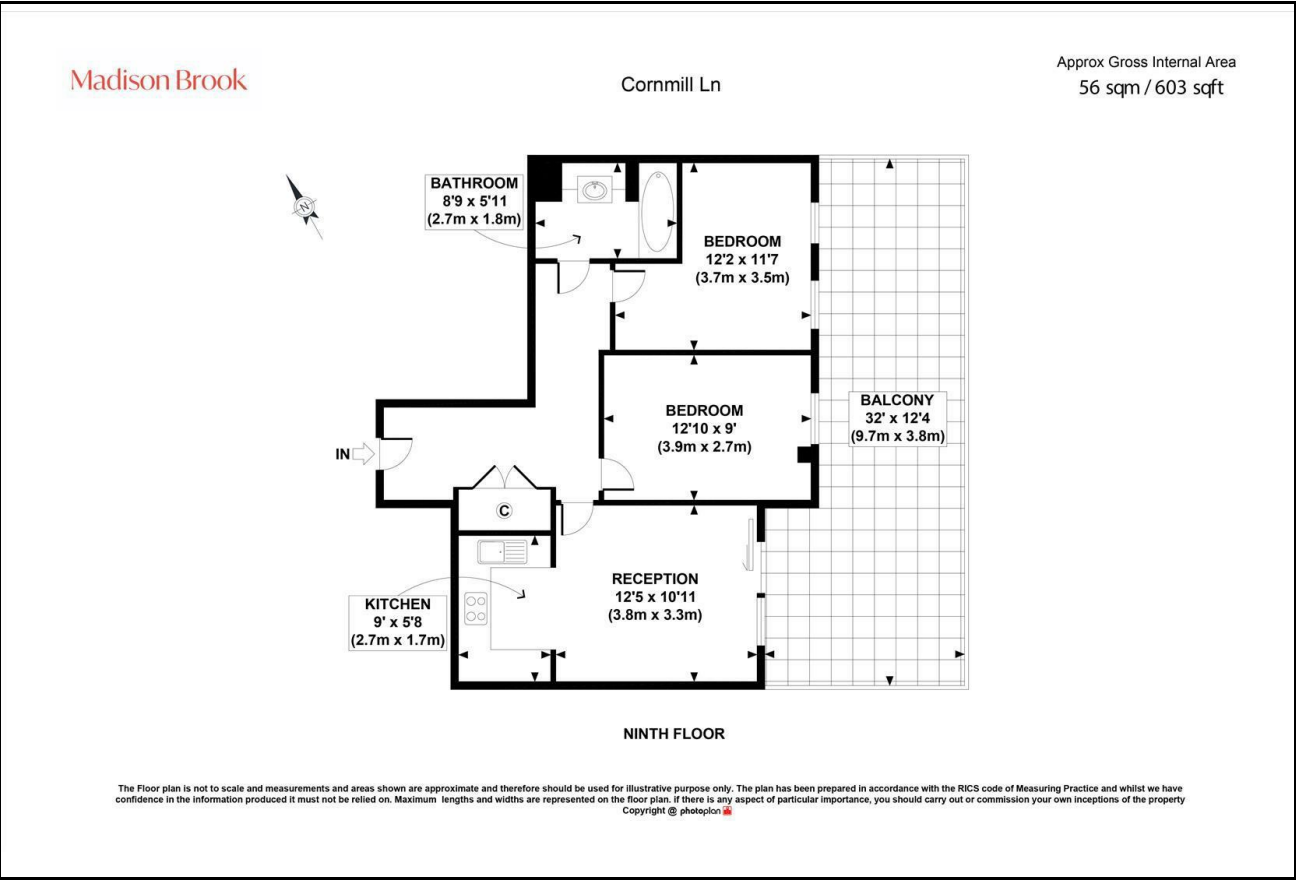 Madison Brook
Cornmill Ln
Approx Gross Internal Area
56 sqm / 603 sqft
BATHROOM
8'9 x 5'11
(2.7m x 1.8m)
N
BEDROOM
12'2 x 11'7
(3.7m x 3.5m)
BEDROOM
12'10 x 9'
(3.9m x 2.7m)
BALCONY
32' x 12'4
(9.7m x 3.8m)
IN
C
RECEPTION
12'5 x 10'11
(3.8m x 3.3m)
KITCHEN
9' x 5'8
(2.7m x 1.7m)
NINTH FLOOR
The Floor plan is not to scale and measurements and areas shown are approximate and therefore should be used for illustrative purpose only. The plan has been prepared in accordance with the RICS code of Measuring Practice and whilst we have
confidence in the information produced it must not be relied on. Maximum lengths and widths are represented on the floor plan. if there is any aspect of particular importance, you should carry out or commission your own inceptions of the property
Copyright @ photoplan